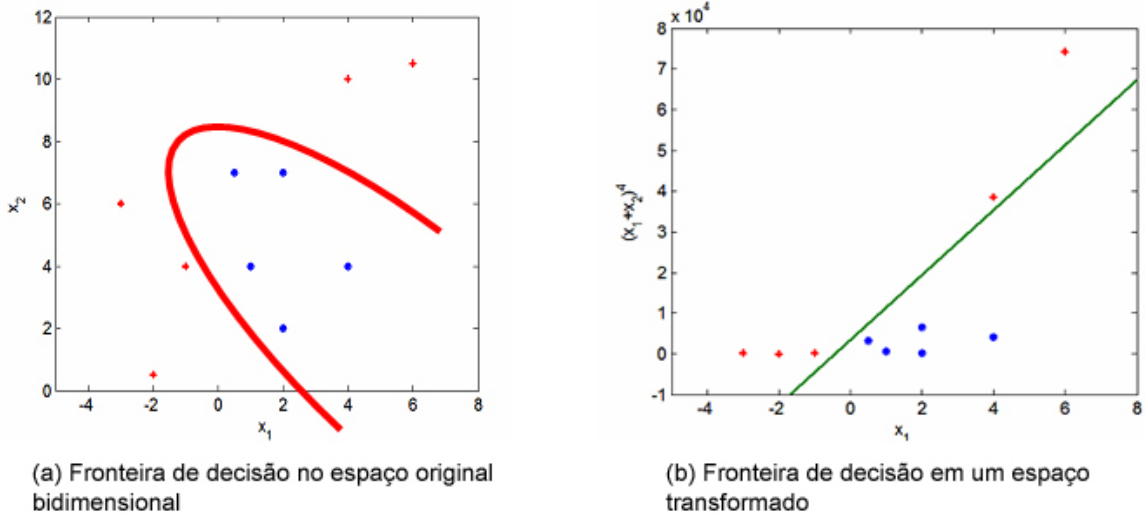 12
10
8
6
4
2
0
x2
-4 -2 0 2 4 6 8
x1
(a) Fronteira de decisão no espaço original
bidimensional
x 10^4
8
7
6
5
4
3
2
1
0
-1
(x1+x2)^4
-4 -2 0 2 4 6 8
x1
(b) Fronteira de decisão em um espaço
transformado